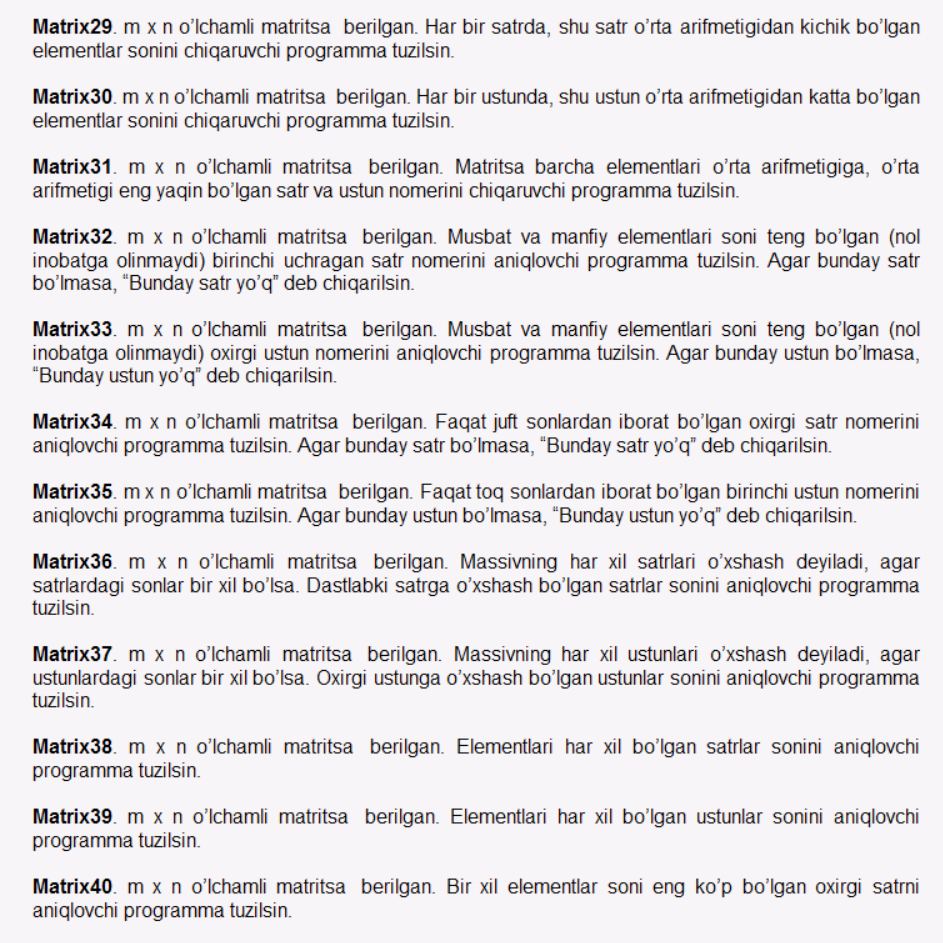 Matrix29. m x n o’lchamli matritsa berilgan. Har bir satrda, shu satr o’rta arifmetigidan kichik bo’lgan
elementlar sonini chiqaruvchi programma tuzilsin.
Matrix30. m x n o’lchamli matritsa berilgan. Har bir ustunda, shu ustun o’rta arifmetigidan katta bo’lgan
elementlar sonini chiqaruvchi programma tuzilsin.
Matrix31. m x n o’lchamli matritsa berilgan. Matritsa barcha elementlari o’rta arifmetigiga, o’rta
arifmetigi eng yaqin bo’lgan satr va ustun nomerini chiqaruvchi programma tuzilsin.
Matrix32. m x n o’lchamli matritsa berilgan. Musbat va manfiy elementlari soni teng bo’lgan (nol
inobatga olinmaydi) birinchi uchragan satr nomerini aniqlovchi programma tuzilsin. Agar bunday satr
bo’lmasa, “Bunday satr yo’q” deb chiqarilsin.
Matrix33. m x n o’lchamli matritsa berilgan. Musbat va manfiy elementlari soni teng bo’lgan (nol
inobatga olinmaydi) oxirgi ustun nomerini aniqlovchi programma tuzilsin. Agar bunday ustun bo’lmasa,
“Bunday ustun yo’q” deb chiqarilsin.
Matrix34. m x n o’lchamli matritsa berilgan. Faqat juft sonlardan iborat bo’lgan oxirgi satr nomerini
aniqlovchi programma tuzilsin. Agar bunday satr bo’lmasa, “Bunday satr yo’q” deb chiqarilsin.
Matrix35. m x n o’lchamli matritsa berilgan. Faqat toq sonlardan iborat bo’lgan birinchi ustun nomerini
aniqlovchi programma tuzilsin. Agar bunday ustun bo’lmasa, “Bunday ustun yo’q” deb chiqarilsin.
Matrix36. m x n o’lchamli matritsa berilgan. Massivning har xil satrlari o’xshash deyiladi, agar
satrlardagi sonlar bir xil bo’lsa. Dastlabki satrga o’xshash bo’lgan satrlar sonini aniqlovchi programma
tuzilsin.
Matrix37. m x n o’lchamli matritsa berilgan. Massivning har xil ustunlari o’xshash deyiladi, agar
ustunlardagi sonlar bir xil bo’lsa. Oxirgi ustunga o’xshash bo’lgan ustunlar sonini aniqlovchi programma
tuzilsin.
Matrix38. m x n o’lchamli matritsa berilgan. Elementlari har xil bo’lgan satrlar sonini aniqlovchi
programma tuzilsin.
Matrix39. m x n o’lchamli matritsa berilgan. Elementlari har xil bo’lgan ustunlar sonini aniqlovchi
programma tuzilsin.
Matrix40. m x n o’lchamli matritsa berilgan. Bir xil elementlar soni eng ko’p bo’lgan oxirgi satrni
aniqlovchi programma tuzilsin.